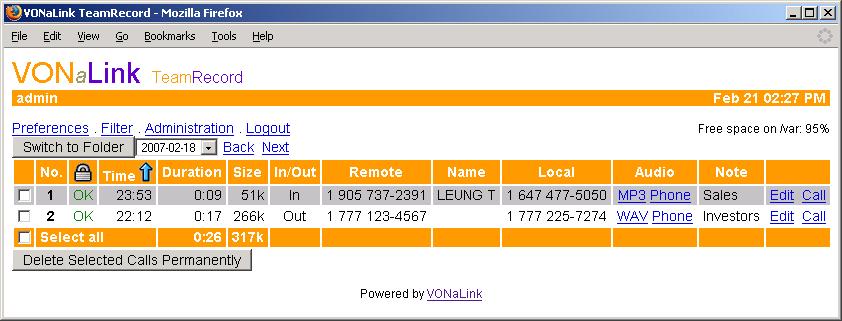 VONaLink TeamRecord - Mozilla Firefox
File Edit View Go Bookmarks Tools Help
VONaLink TeamRecord
admin Feb 21 02:27 PM
Preferences . Filter . Administration . Logout Free space on /var: 95%
Switch to Folder 2007-02-18 Back Next
No. Time Duration Size In/Out Remote Name Local Audio Note
1 OK 23:53 0:09 51k In 1 905 737-2391 LEUNG T 1 647 477-5050 MP3 Phone Sales Edit Call
2 OK 22:12 0:17 266k Out 1 777 123-4567 1 777 225-7274 WAV Phone Investors Edit Call
Select all 0:26 317k
Delete Selected Calls Permanently
Powered by VONaLink